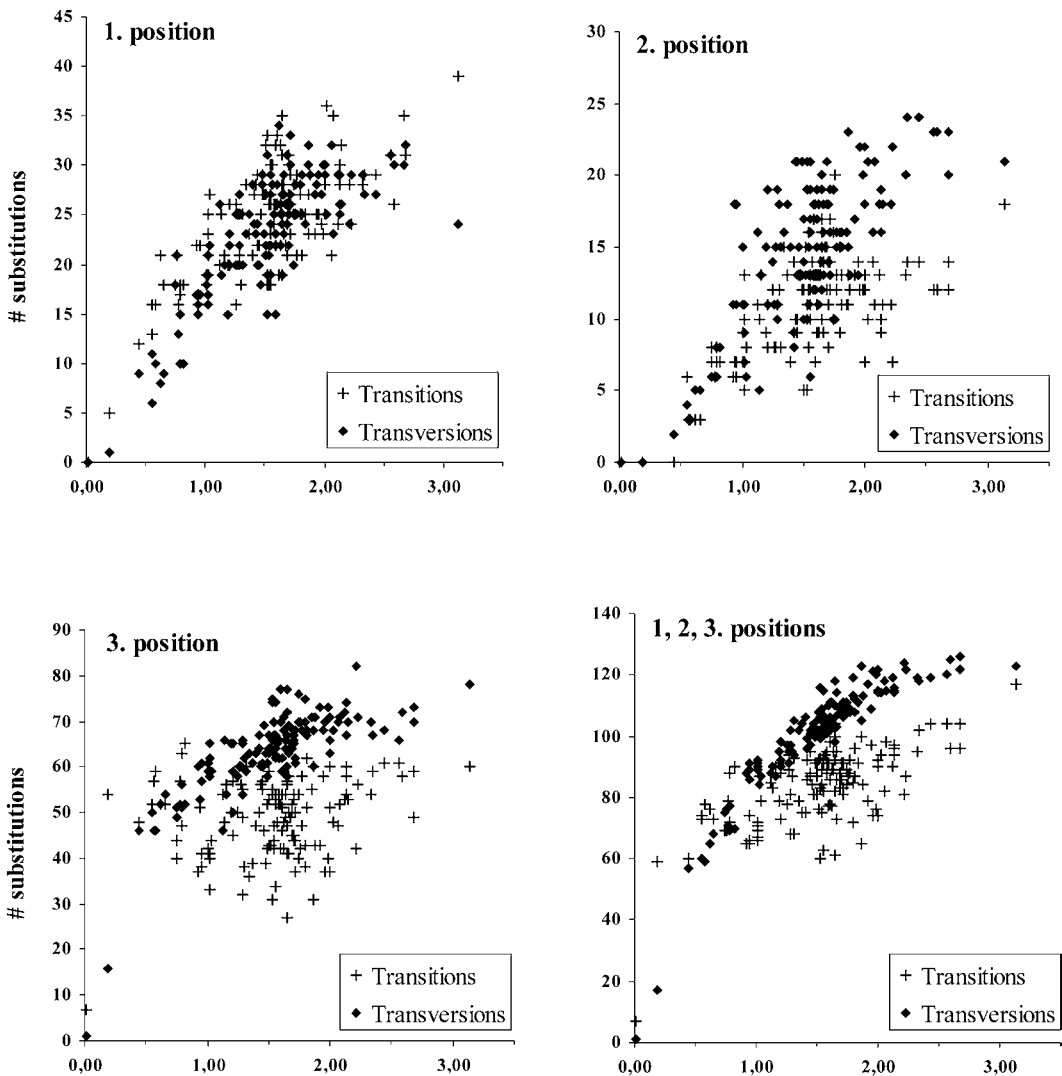 1. position
45
40
35
30
25
20
15
10
5
0
0,00 1,00 2,00 3,00
# substitutions
Transitions
Transversions
2. position
30
25
20
15
10
5
0
0,00 1,00 2,00 3,00
Transitions
Transversions
3. position
90
80
70
60
50
40
30
20
10
0
0,00 1,00 2,00 3,00
# substitutions
Transitions
Transversions
1, 2, 3. positions
140
120
100
80
60
40
20
0
0,00 1,00 2,00 3,00
Transitions
Transversions